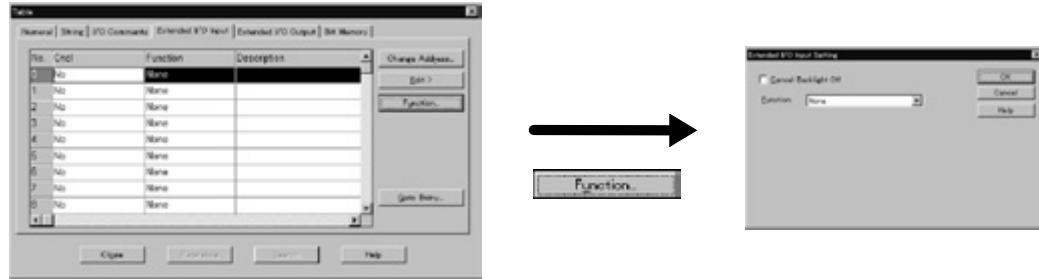 Table
Numeral String I/O Comments Extended I/O Input Extended I/O Output Bit Memory
No. Cncl Function Description
0 No None
1 No None
2 No None
3 No None
4 No None
5 No None
6 No None
7 No None
8 No None
Change Address...
Edit >
Function...
Close
Help
Function...
Extended I/O Input Setting
Cancel Backlight Off
Function: None
OK
Cancel
Help